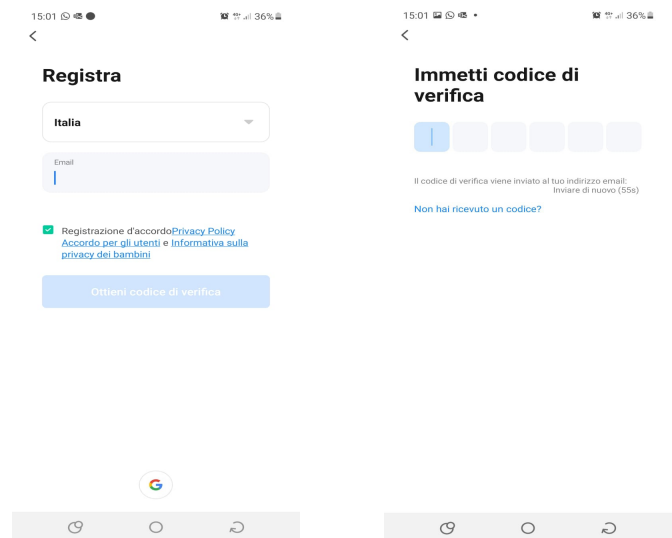 15:01 36%
Registra
Italia
Email
Registrazione d'accordoPrivacy Policy
Accordo per gli utenti e Informativa sulla
privacy dei bambini
Ottieni codice di verifica
15:01 36%
Immetti codice di
verifica
Il codice di verifica viene inviato al tuo indirizzo email:
Inviare di nuovo (55s)
Non hai ricevuto un codice?